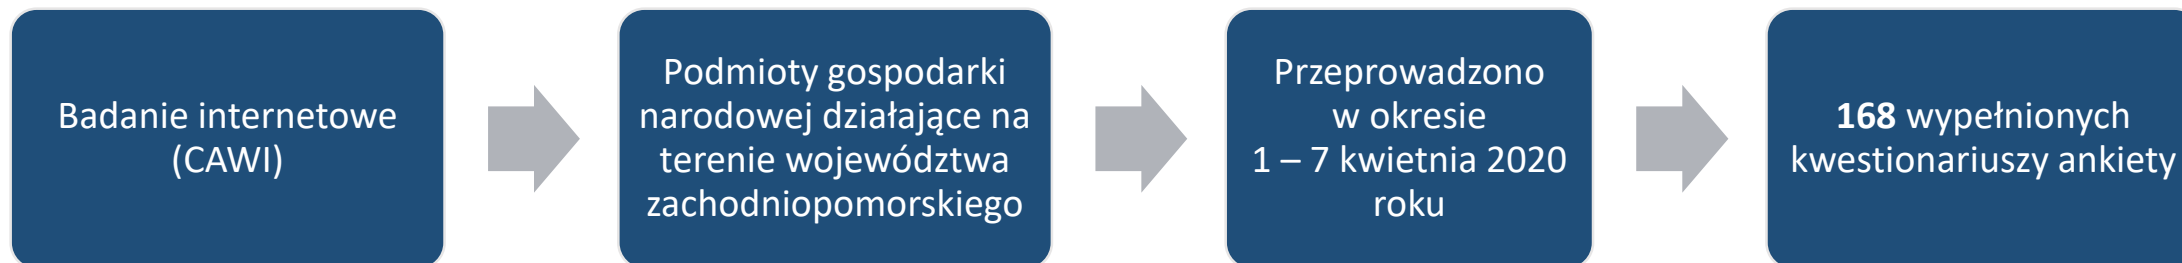 Badanie internetowe
(CAWI)
Podmioty gospodarki
narodowej działające na
terenie województwa
zachodniopomorskiego
Przeprowadzono
w okresie
1 – 7 kwietnia 2020
roku
168 wypełnionych
kwestionariuszy ankiety